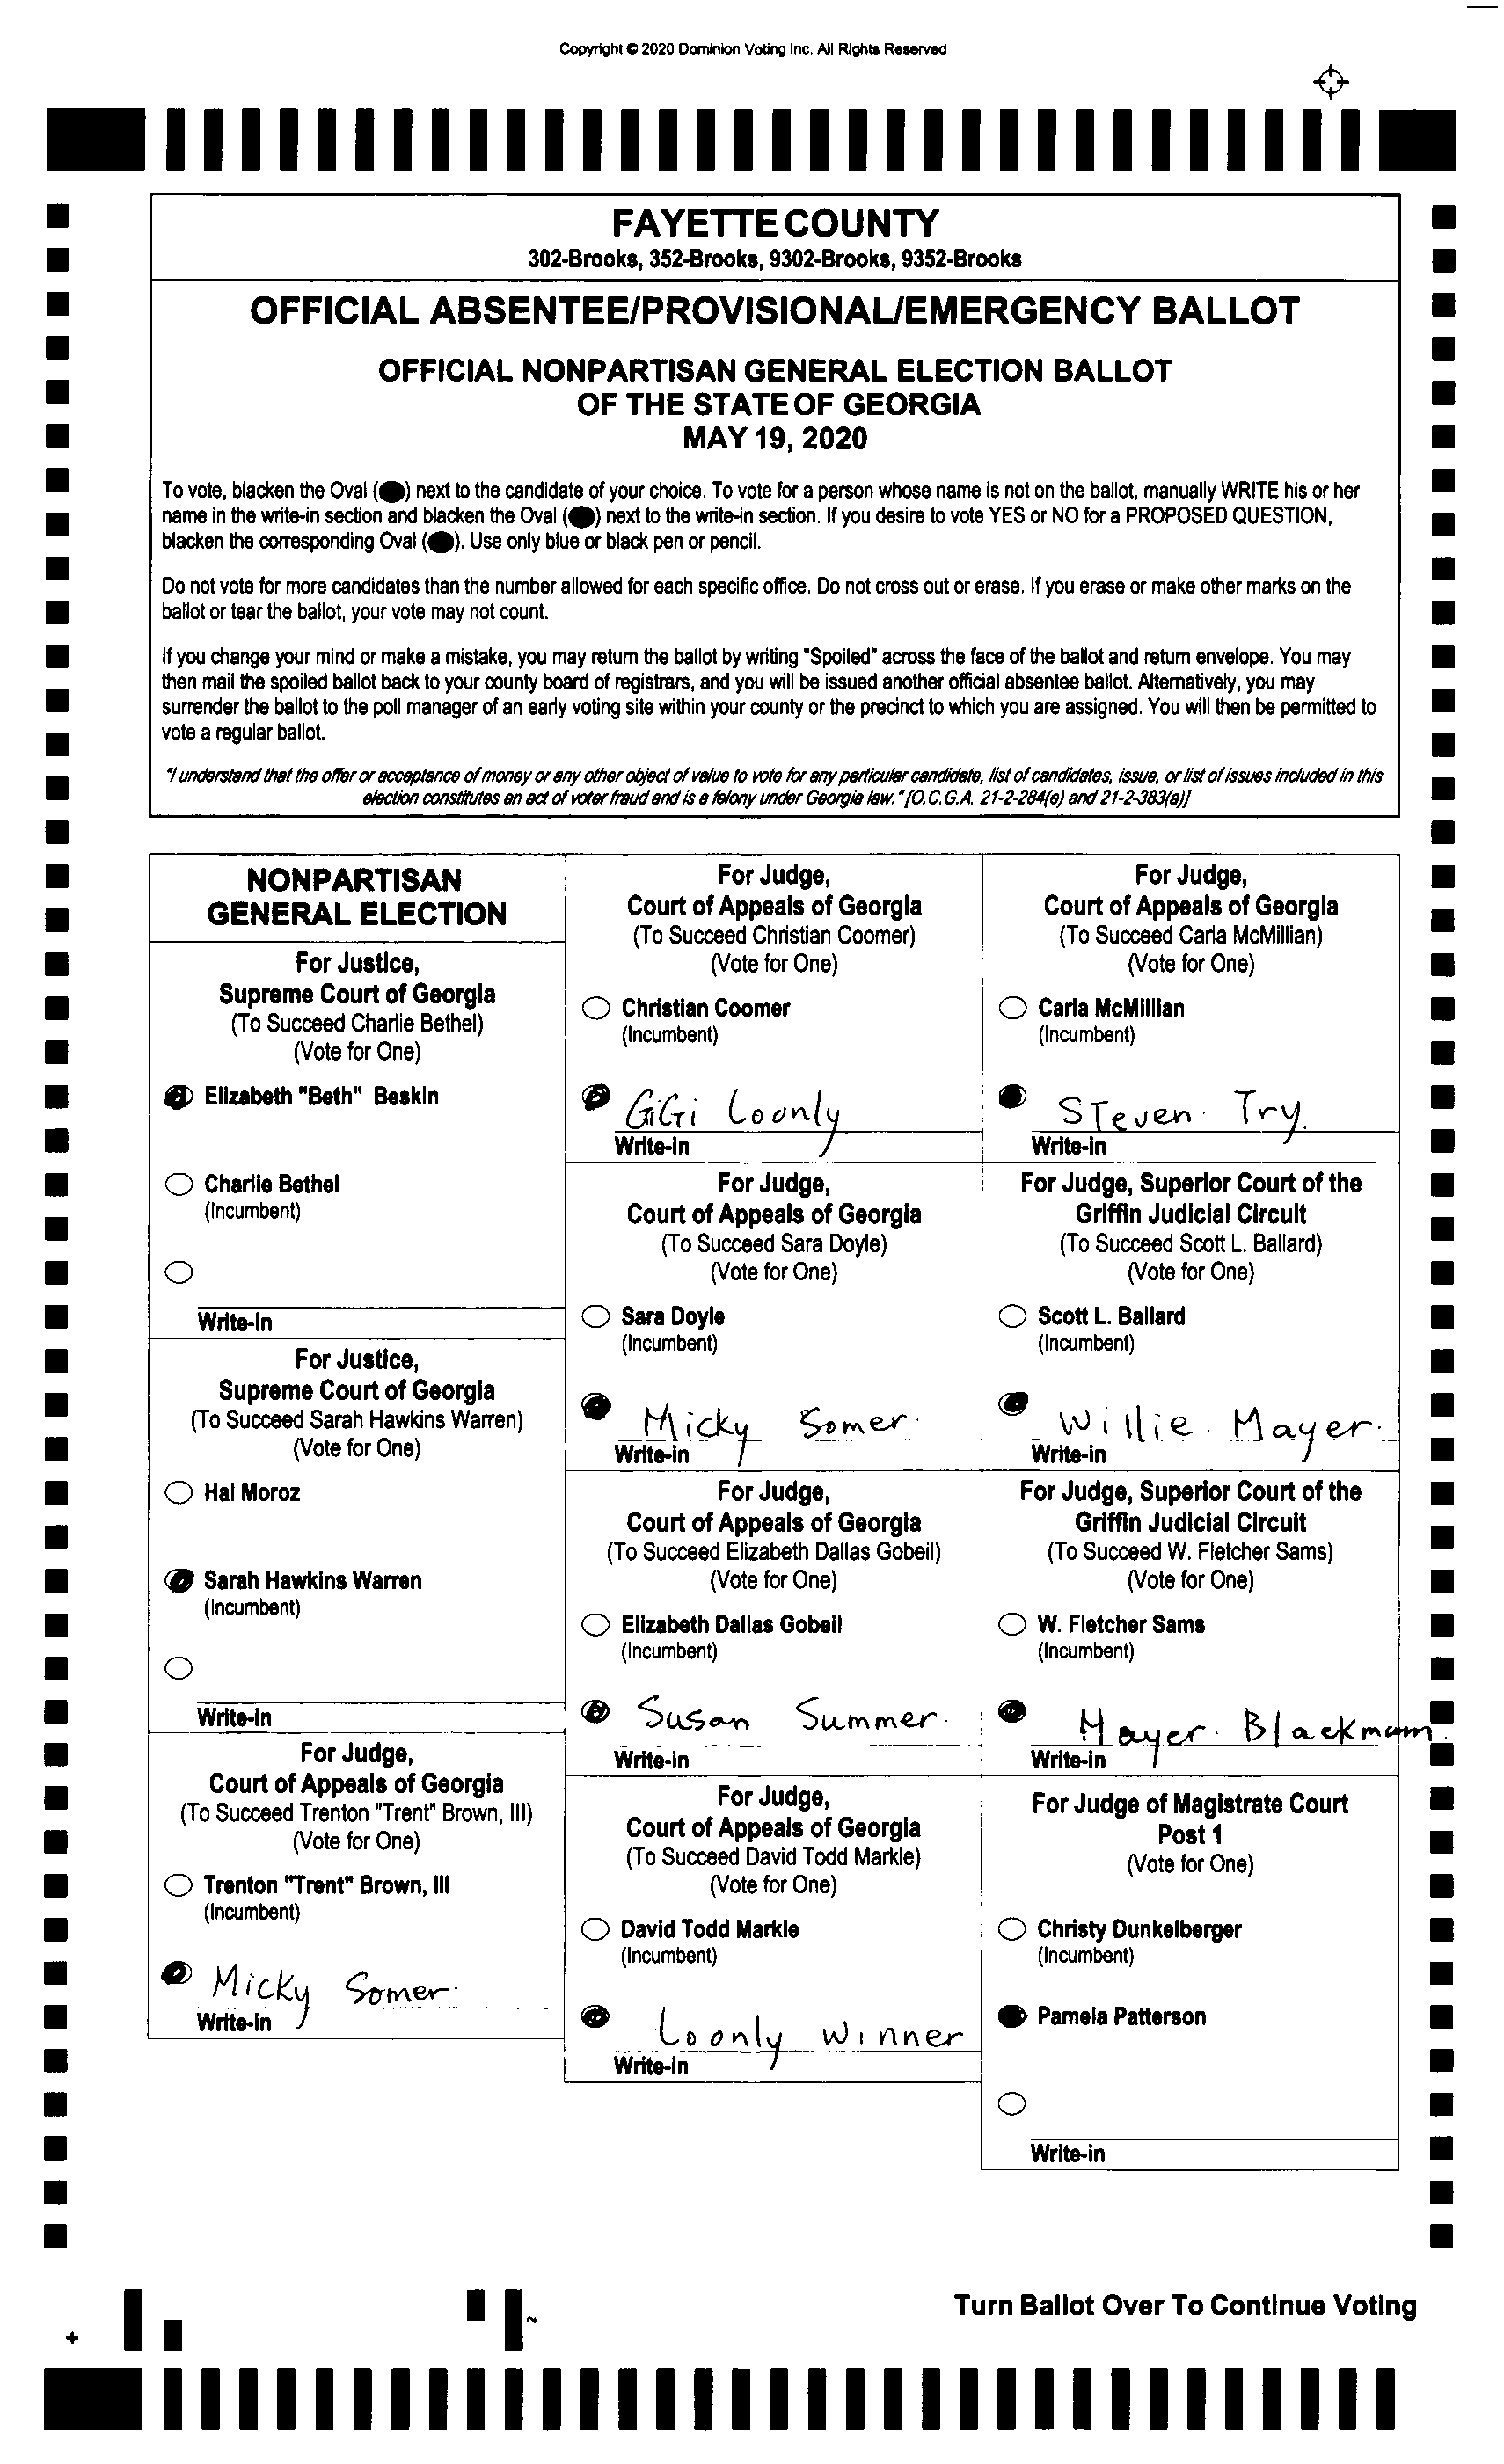 Copyright © 2020 Dominion Voting Inc. All Rights Reserved
FAYETTE COUNTY
302-Brooks, 352-Brooks, 9302-Brooks, 9352-Brooks
OFFICIAL ABSENTEE/PROVISIONAL/EMERGENCY BALLOT
OFFICIAL NONPARTISAN GENERAL ELECTION BALLOT
OF THE STATE OF GEORGIA
MAY 19, 2020
To vote, blacken the Oval (●) next to the candidate of your choice. To vote for a person whose name is not on the ballot, manually WRITE his or her
name in the write-in section and blacken the Oval (●) next to the write-in section. If you desire to vote YES or NO for a PROPOSED QUESTION,
blacken the corresponding Oval (●). Use only blue or black pen or pencil.
Do not vote for more candidates than the number allowed for each specific office. Do not cross out or erase. If you erase or make other marks on the
ballot or tear the ballot, your vote may not count.
If you change your mind or make a mistake, you may return the ballot by writing "Spoiled" across the face of the ballot and return envelope. You may
then mail the spoiled ballot back to your county board of registrars, and you will be issued another official absentee ballot. Alternatively, you may
surrender the ballot to the poll manager of an early voting site within your county or the precinct to which you are assigned. You will then be permitted to
vote a regular ballot.
"I understand that the offer or acceptance of money or any other object of value to vote for any particular candidate, list of candidates, issue, or list of issues included in this
election constitutes an act of voter fraud and is a felony under Georgia law." [O.C.G.A. 21-2-284(e) and 21-2-383(a)]
NONPARTISAN
GENERAL ELECTION
For Justice,
Supreme Court of Georgia
(To Succeed Charlie Bethel)
(Vote for One)
Elizabeth "Beth" Beskin
Charlie Bethel
(Incumbent)
Write-in
For Justice,
Supreme Court of Georgia
(To Succeed Sarah Hawkins Warren)
(Vote for One)
Hal Moroz
Sarah Hawkins Warren
(Incumbent)
Write-in
For Judge,
Court of Appeals of Georgia
(To Succeed Trenton "Trent" Brown, III)
(Vote for One)
Trenton "Trent" Brown, III
(Incumbent)
Micky Somer.
Write-in
For Judge,
Court of Appeals of Georgia
(To Succeed Christian Coomer)
(Vote for One)
Christian Coomer
(Incumbent)
GiGi Loonly
Write-in
For Judge,
Court of Appeals of Georgia
(To Succeed Sara Doyle)
(Vote for One)
Sara Doyle
(Incumbent)
Micky Somer.
Write-in
For Judge,
Court of Appeals of Georgia
(To Succeed Elizabeth Dallas Gobeil)
(Vote for One)
Elizabeth Dallas Gobeil
(Incumbent)
Susan Summer.
Write-in
For Judge,
Court of Appeals of Georgia
(To Succeed David Todd Markle)
(Vote for One)
David Todd Markle
(Incumbent)
Loonly Winner
Write-in
For Judge,
Court of Appeals of Georgia
(To Succeed Carla McMillian)
(Vote for One)
Carla McMillian
(Incumbent)
Steven Try.
Write-in
For Judge, Superior Court of the
Griffin Judicial Circuit
(To Succeed Scott L. Ballard)
(Vote for One)
Scott L. Ballard
(Incumbent)
Willie Mayer.
Write-in
For Judge, Superior Court of the
Griffin Judicial Circuit
(To Succeed W. Fletcher Sams)
(Vote for One)
W. Fletcher Sams
(Incumbent)
Mayer. Blackmam.
Write-in
For Judge of Magistrate Court
Post 1
(Vote for One)
Christy Dunkelberger
(Incumbent)
Pamela Patterson
Write-in
Turn Ballot Over To Continue Voting
2